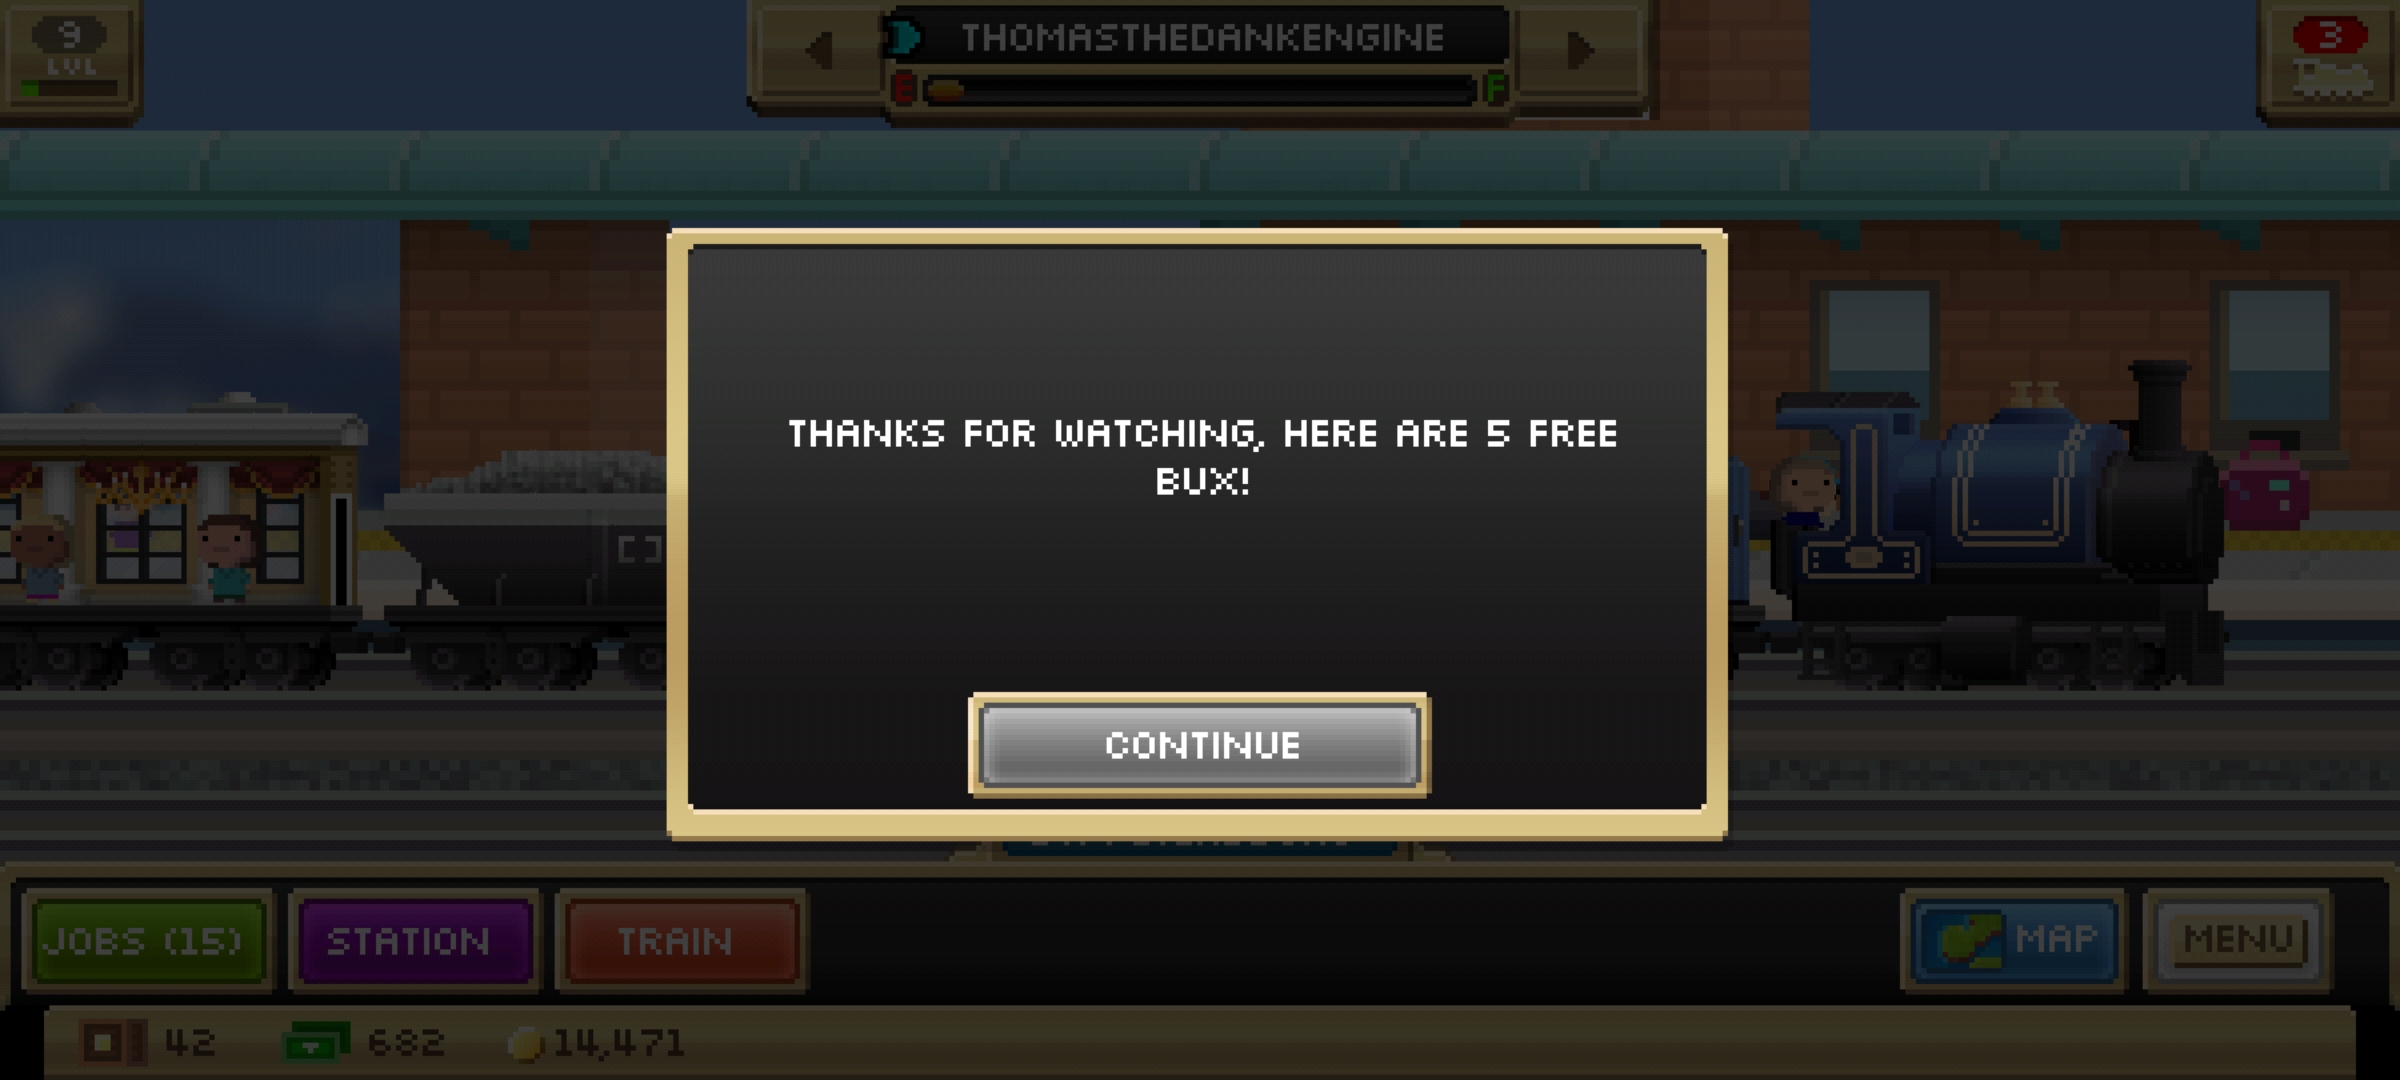 9
LVL
THOMASTHEDANKENGINE
E
F
3
THANKS FOR WATCHING, HERE ARE 5 FREE
BUX!
CONTINUE
JOBS (15)
STATION
TRAIN
MAP
MENU
42
682
14,471